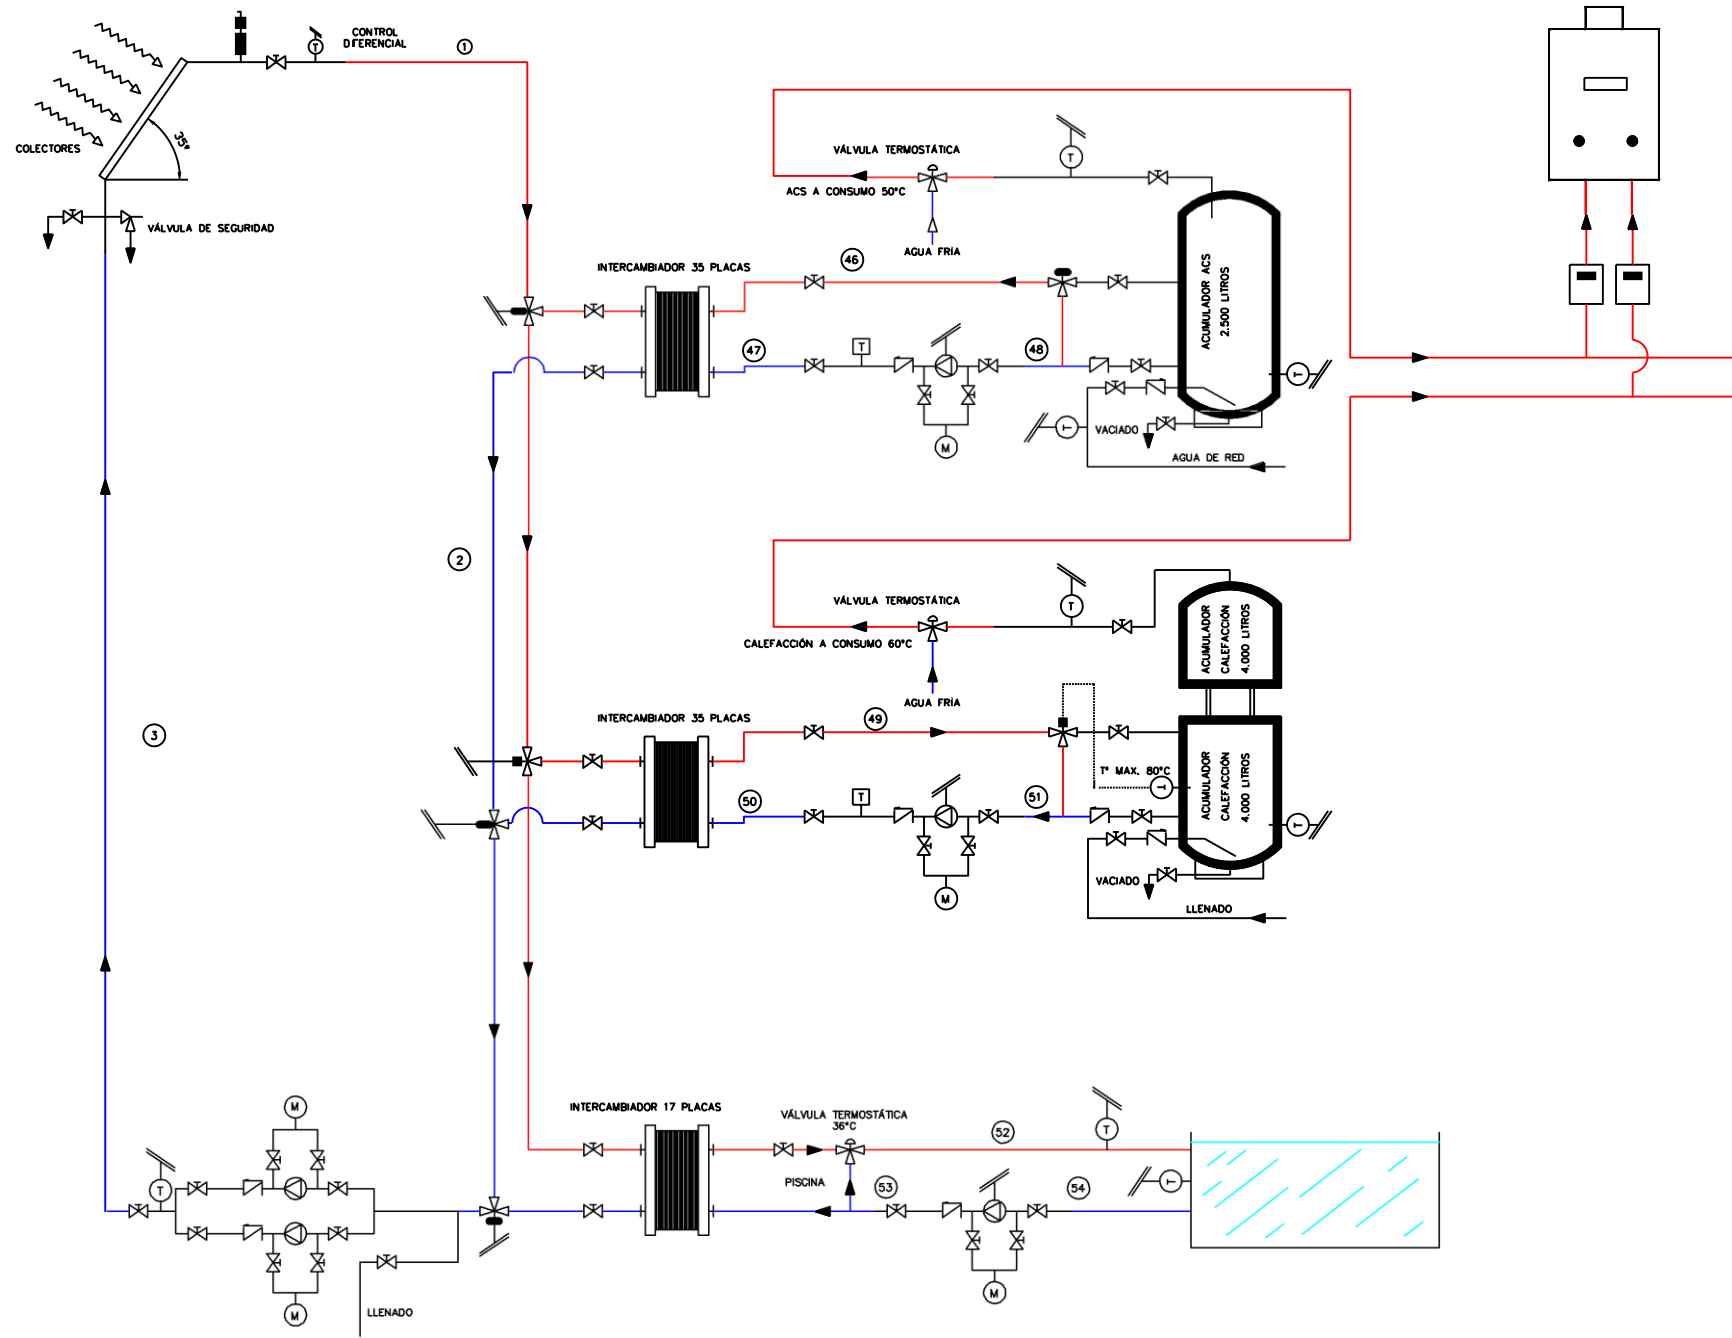 CONTROL
DIFERENCIAL
1
T
35°
COLECTORES
VÁLVULA DE SEGURIDAD
VÁLVULA TERMOSTÁTICA
T
ACS A CONSUMO 50°C
AGUA FRÍA
INTERCAMBIADOR 35 PLACAS
46
47
T
48
M
ACUMULADOR ACS
2.500 LITROS
T
T
VACIADO
AGUA DE RED
2
3
VÁLVULA TERMOSTÁTICA
T
CALEFACCIÓN A CONSUMO 60°C
AGUA FRÍA
ACUMULADOR
CALEFACCIÓN
4.000 LITROS
INTERCAMBIADOR 35 PLACAS
49
50
T
51
M
T° MAX. 80°C
T
ACUMULADOR
CALEFACCIÓN
4.000 LITROS
T
VACIADO
LLENADO
INTERCAMBIADOR 17 PLACAS
VÁLVULA TERMOSTÁTICA
36°C
52
T
PISCINA
53
54
T
M
M
T
M
LLENADO